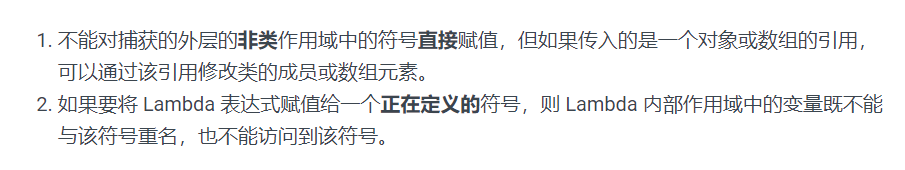 1. 不能对捕获的外层的非类作用域中的符号直接赋值，但如果传入的是一个对象或数组的引用，
可以通过该引用修改类的成员或数组元素。
2. 如果要将 Lambda 表达式赋值给一个正在定义的符号，则 Lambda 内部作用域中的变量既不能
与该符号重名，也不能访问到该符号。